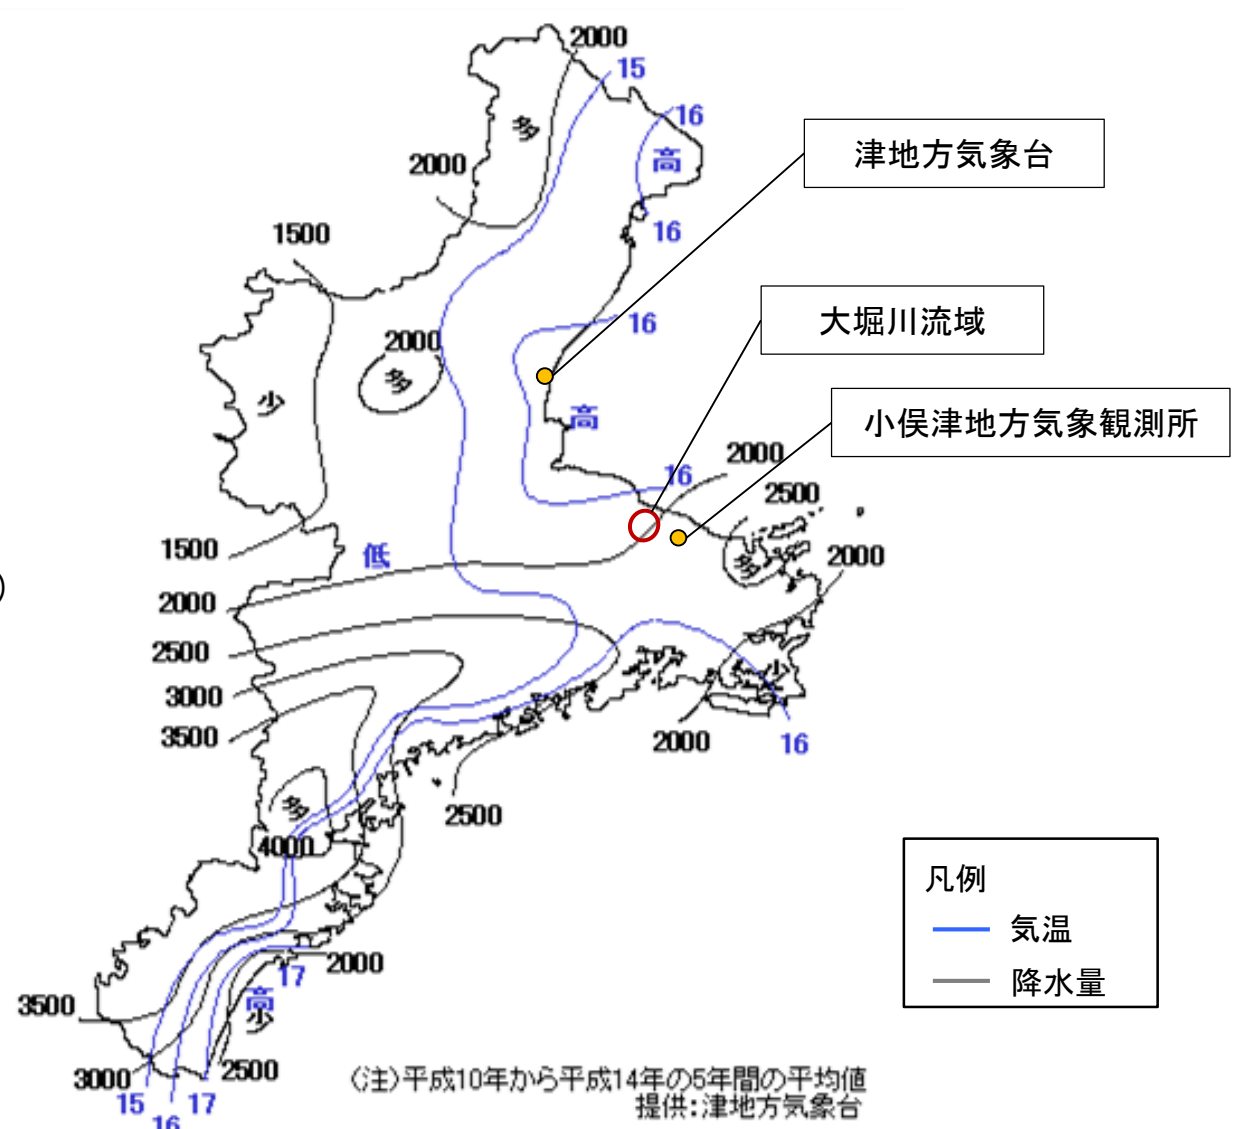 2000
15
16
多
津地方気象台
高
2000
16
1500
大堀川流域
16
2000
多
小俣津地方気象観測所
少
高
2000
16
2500
1500
低
多
2000
)
2000
2500
少
3000
3500
2000
16
多
2500
4000
凡例
気温
降水量
2000
17
高
少
3500
3000
2500
15
17
16
(注)平成10年から平成14年の5年間の平均値
提供:津地方気象台